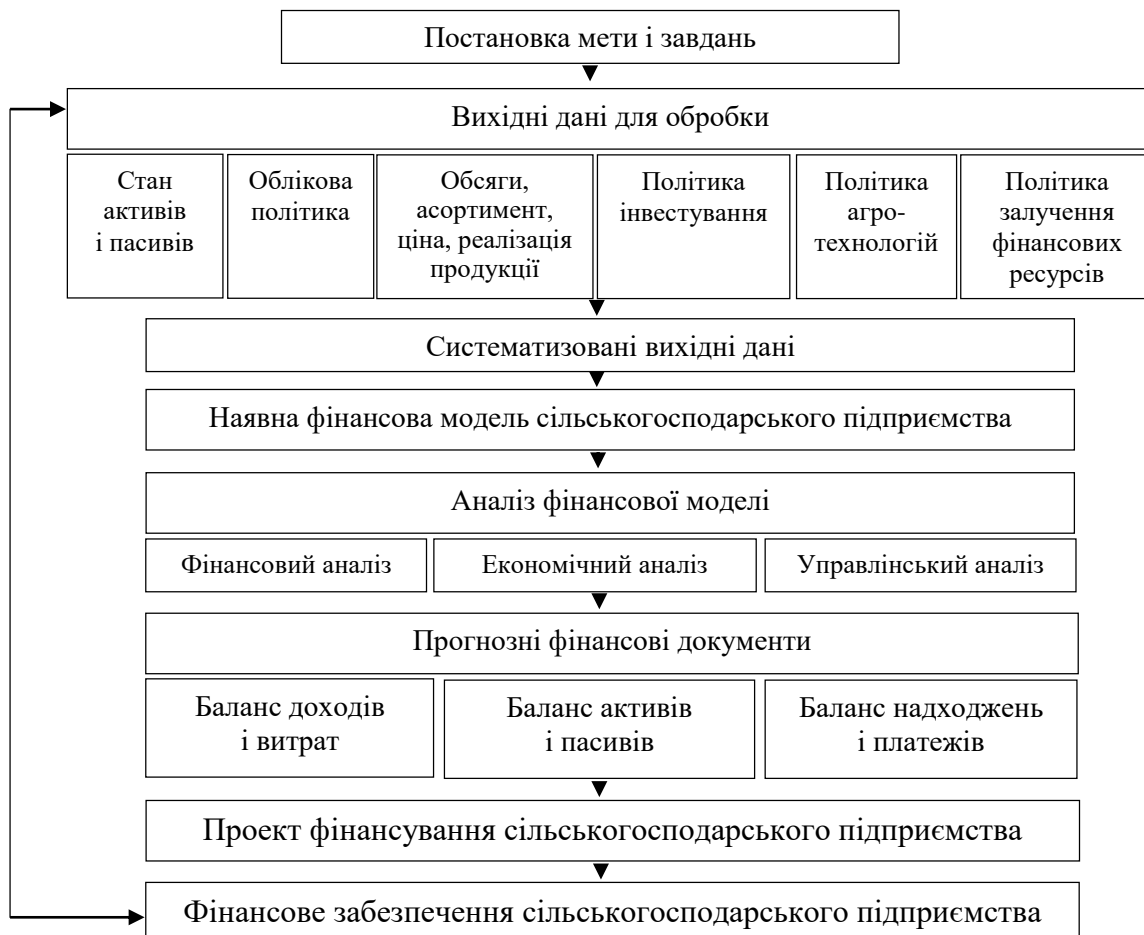 Постановка мети і завдань
Вихідні дані для обробки
Стан
активів
і пасивів
Облікова
політика
Обсяги,
асортимент,
ціна, реалізація
продукції
Політика
інвестування
Політика
агро-
технологій
Політика
залучення
фінансових
ресурсів
Систематизовані вихідні дані
Наявна фінансова модель сільськогосподарського підприємства
Аналіз фінансової моделі
Фінансовий аналіз
Економічний аналіз
Управлінський аналіз
Прогнозні фінансові документи
Баланс доходів
і витрат
Баланс активів
і пасивів
Баланс надходжень
і платежів
Проект фінансування сільськогосподарського підприємства
Фінансове забезпечення сільськогосподарського підприємства